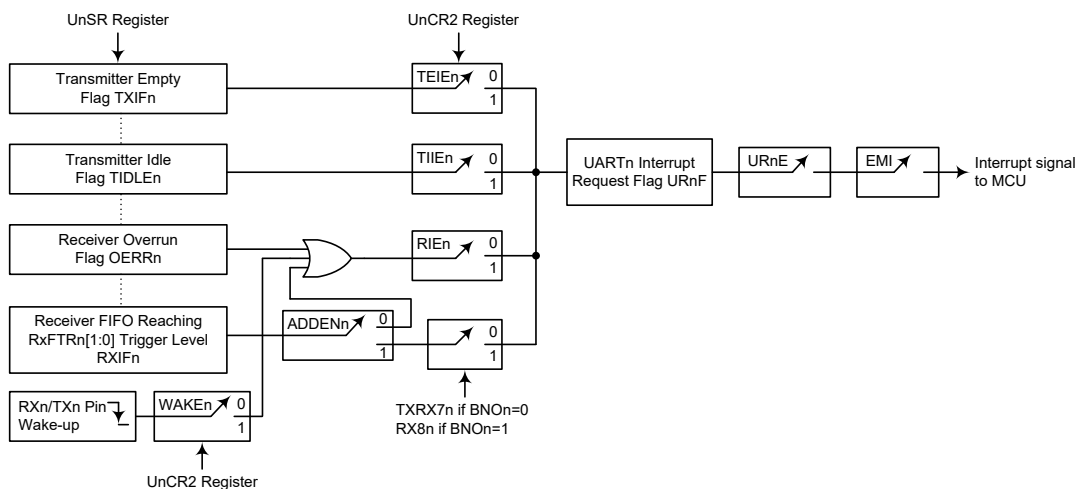 UnSR Register
UnCR2 Register
Transmitter Empty
Flag TXIFn
TEIEn
0
1
Transmitter Idle
Flag TIDLEn
TIIEn
0
1
UARTn Interrupt
Request Flag URnF
URnE
EMI
Interrupt signal
to MCU
Receiver Overrun
Flag OERRn
RIEn
0
1
Receiver FIFO Reaching
RxFTRn[1:0] Trigger Level
RXIFn
ADDENn
0
1
0
1
RXn/TXn Pin
Wake-up
WAKEn
0
1
TXRX7n if BNOn=0
RX8n if BNOn=1
UnCR2 Register